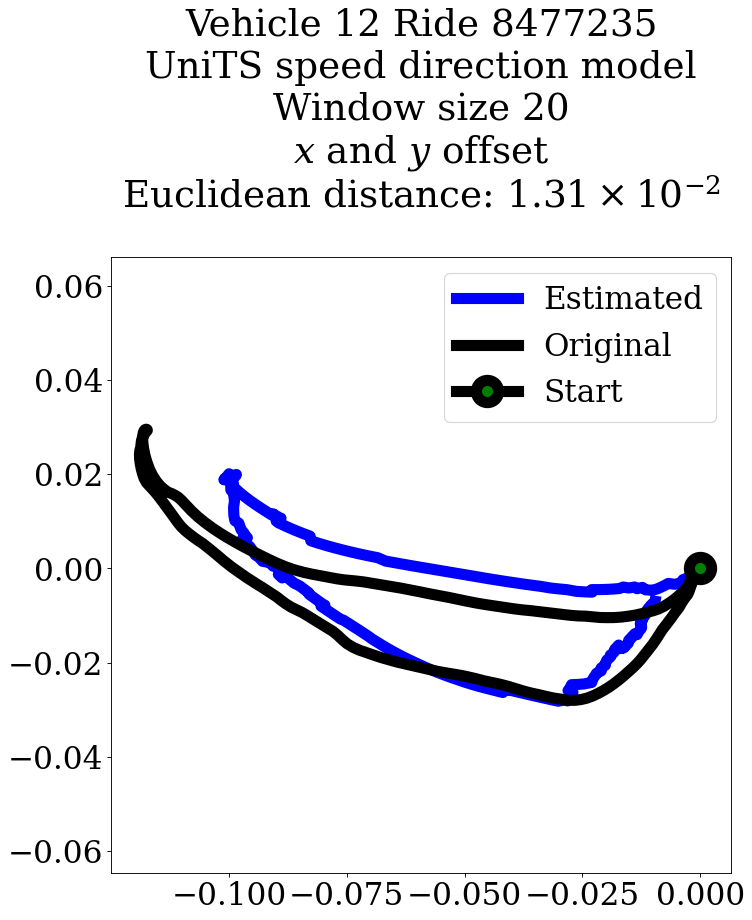 Vehicle 12 Ride 8477235
UniTS speed direction model
Window size 20
x and y offset
Euclidean distance: 1.31 × 10⁻²
Estimated
Original
Start
0.06
0.04
0.02
0.00
−0.02
−0.04
−0.06
−0.100 −0.075 −0.050 −0.025 0.000